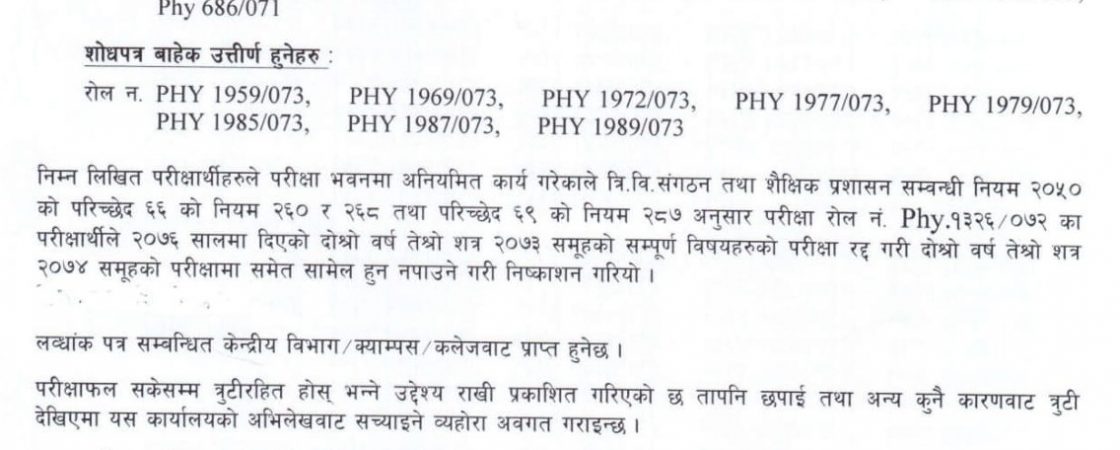 Phy 686/071
शोधपत्र बाहेक उत्तीर्ण हुनेहरु :
रोल न. PHY 1959/073, PHY 1969/073, PHY 1972/073, PHY 1977/073, PHY 1979/073,
PHY 1985/073, PHY 1987/073, PHY 1989/073
निम्न लिखित परीक्षार्थीहरुले परीक्षा भवनमा अनियमित कार्य गरेकाले त्रि.वि.संगठन तथा शैक्षिक प्रशासन सम्वन्धी नियम २०५०
को परिच्छेद ६६ को नियम २६० र २६८ तथा परिच्छेद ६९ को नियम २८७ अनुसार परीक्षा रोल नं. Phy.१३२६/०७२ का
परीक्षार्थीले २०७६ सालमा दिएको दोश्रो वर्ष तेश्रो शत्र २०७३ समूहको सम्पूर्ण विषयहरुको परीक्षा रद्द गरी दोश्रो वर्ष तेश्रो शत्र
२०७४ समूहको परीक्षामा समेत सामेल हुन नपाउने गरी निष्काशन गरियो ।
लव्धांक पत्र सम्बन्धित केन्द्रीय विभाग/क्याम्पस/कलेजवाट प्राप्त हुनेछ ।
परीक्षाफल सकेसम्म त्रुटीरहित होस् भन्ने उद्देश्य राखी प्रकाशित गरिएको छ तापनि छपाई तथा अन्य कुनै कारणवाट त्रुटी
देखिएमा यस कार्यालयको अभिलेखवाट सच्याइने व्यहोरा अवगत गराइन्छ ।